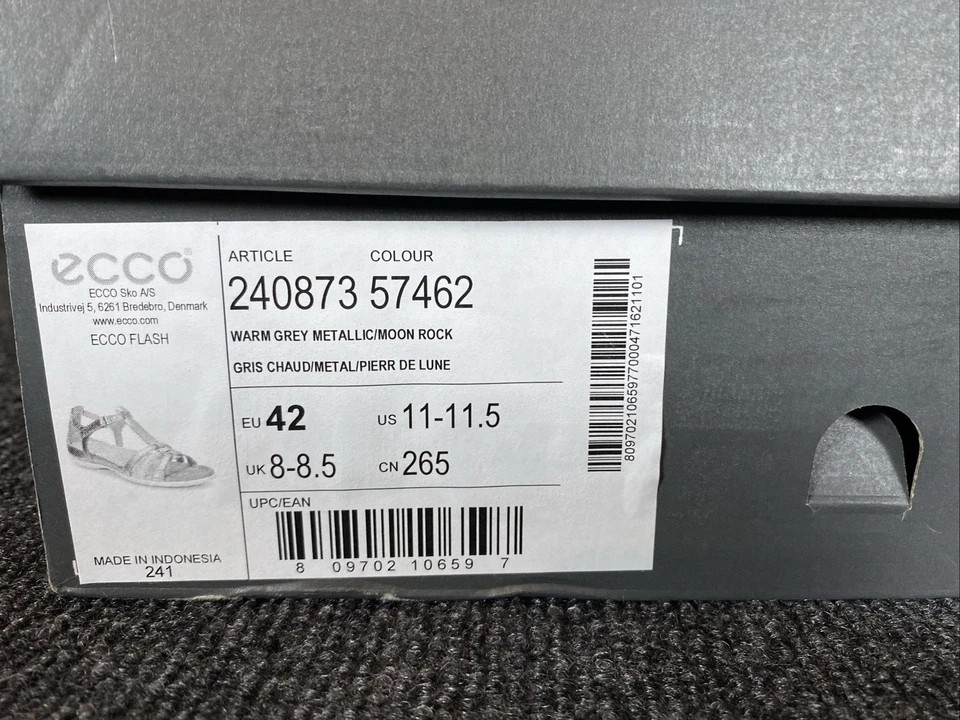 ecco®
ECCO Sko A/S
Industrivej 5, 6261 Bredebro, Denmark
www.ecco.com
ECCO FLASH
MADE IN INDONESIA
241
ARTICLE COLOUR
240873 57462
WARM GREY METALLIC/MOON ROCK
GRIS CHAUD/METAL/PIERR DE LUNE
EU 42 US 11-11.5
UK 8-8.5 CN 265
UPC/EAN
8 09702 10659 7
809702106597700047162​1101